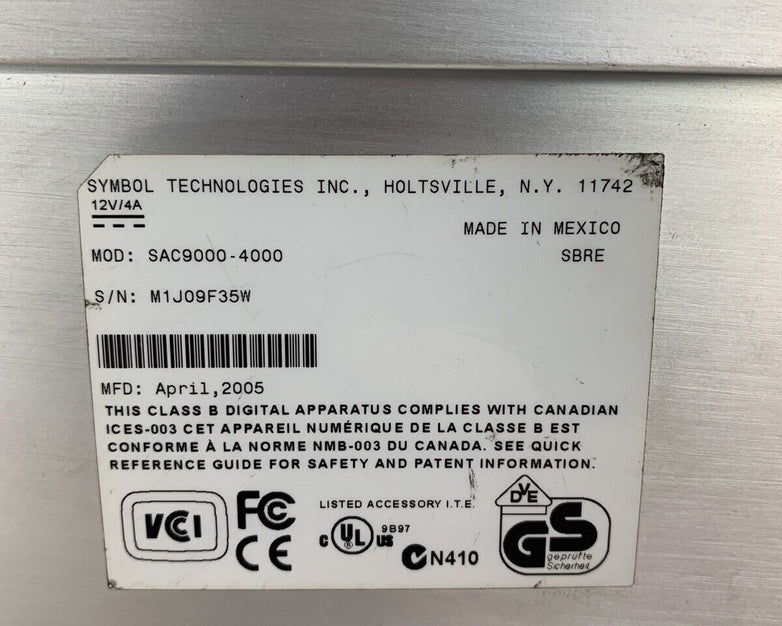 SYMBOL TECHNOLOGIES INC., HOLTSVILLE, N.Y. 11742
12V/4A
MADE IN MEXICO
MOD: SAC9000-4000
SBRE
S/N: M1J09F35W
MFD: April,2005
THIS CLASS B DIGITAL APPARATUS COMPLIES WITH CANADIAN
ICES-003 CET APPAREIL NUMÉRIQUE DE LA CLASSE B EST
CONFORME À LA NORME NMB-003 DU CANADA. SEE QUICK
REFERENCE GUIDE FOR SAFETY AND PATENT INFORMATION.
VCI
FC
CE
LISTED ACCESSORY I.T.E.
C UL US
®
9B97
N410
DVE
GS
geprüfte
Sicherheit